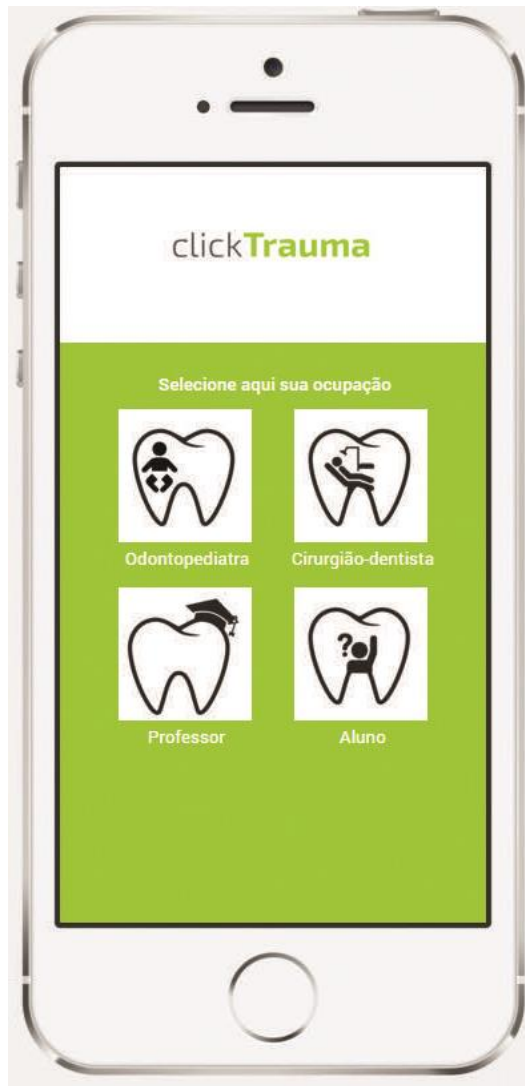 clickTrauma
Selecione aqui sua ocupação
Odontopediatra Cirurgião-dentista
?
Professor Aluno